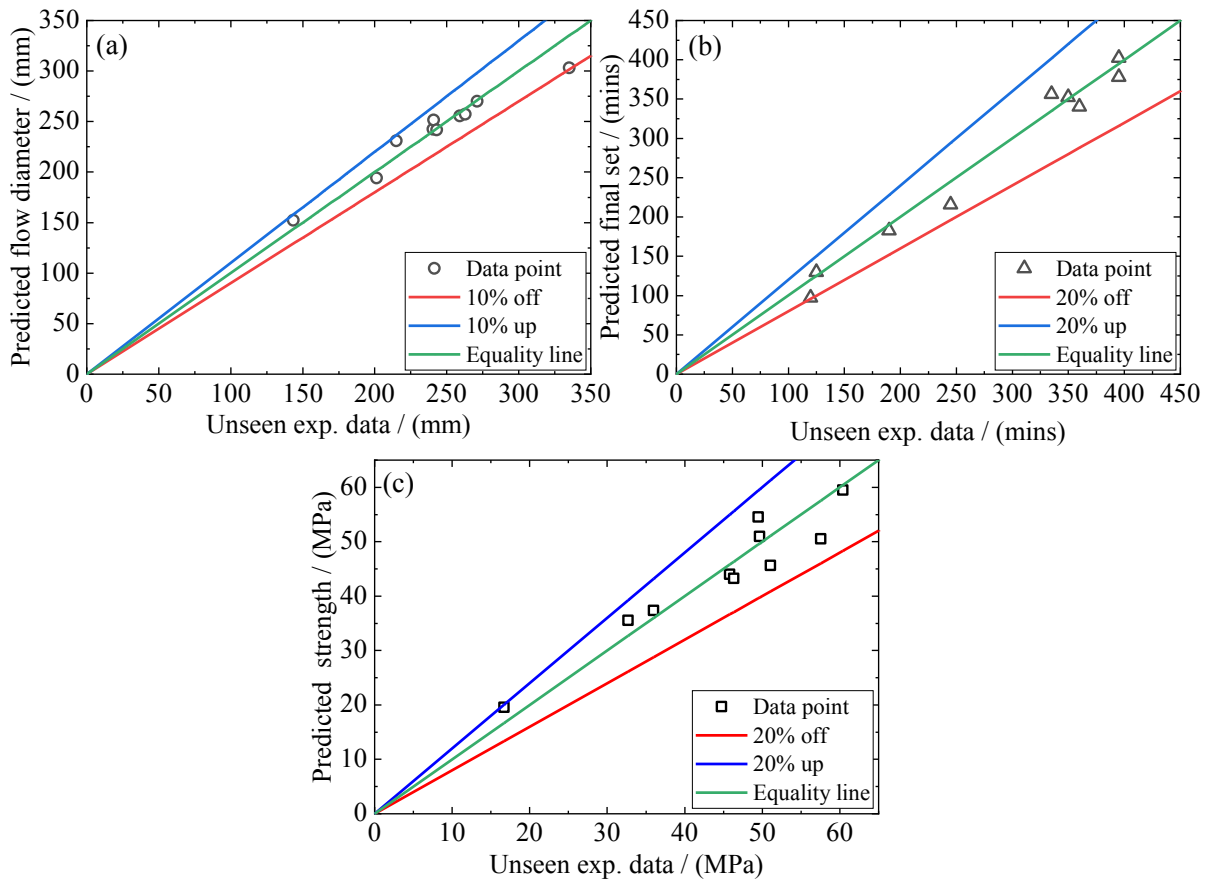 (a)
Predicted flow diameter / (mm)
350
300
250
200
150
100
50
0
0 50 100 150 200 250 300 350
Unseen exp. data / (mm)
Data point
10% off
10% up
Equality line
(b)
Predicted final set / (mins)
450
400
350
300
250
200
150
100
50
0
0 50 100 150 200 250 300 350 400 450
Unseen exp. data / (mins)
Data point
20% off
20% up
Equality line
(c)
Predicted strength / (MPa)
60
50
40
30
20
10
0
0 10 20 30 40 50 60
Unseen exp. data / (MPa)
Data point
20% off
20% up
Equality line